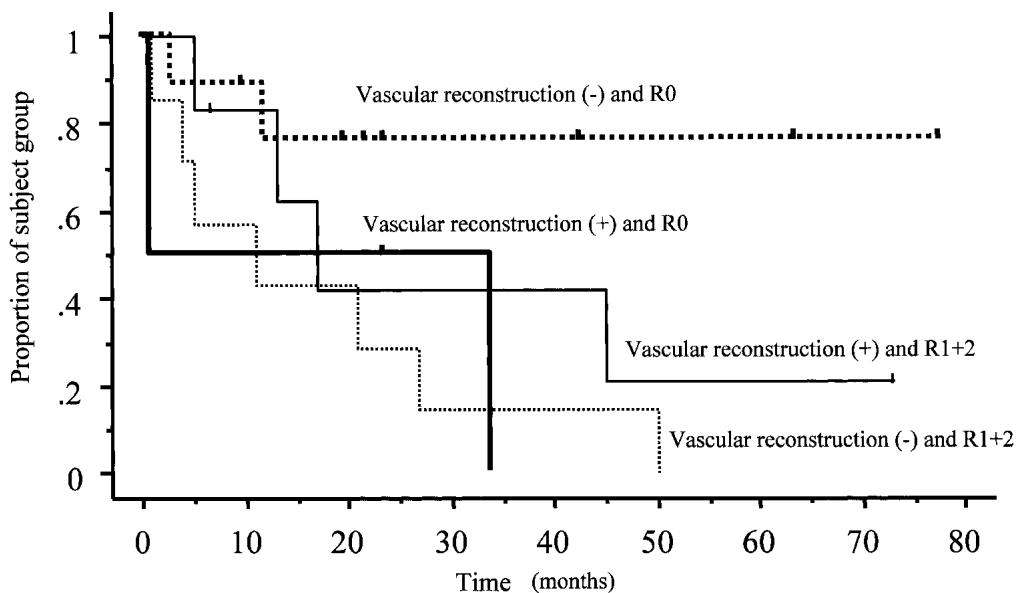 1
.8
.6
.4
.2
0
Proportion of subject group
Vascular reconstruction (-) and R0
Vascular reconstruction (+) and R0
Vascular reconstruction (+) and R1+2
Vascular reconstruction (-) and R1+2
0 10 20 30 40 50 60 70 80
Time (months)